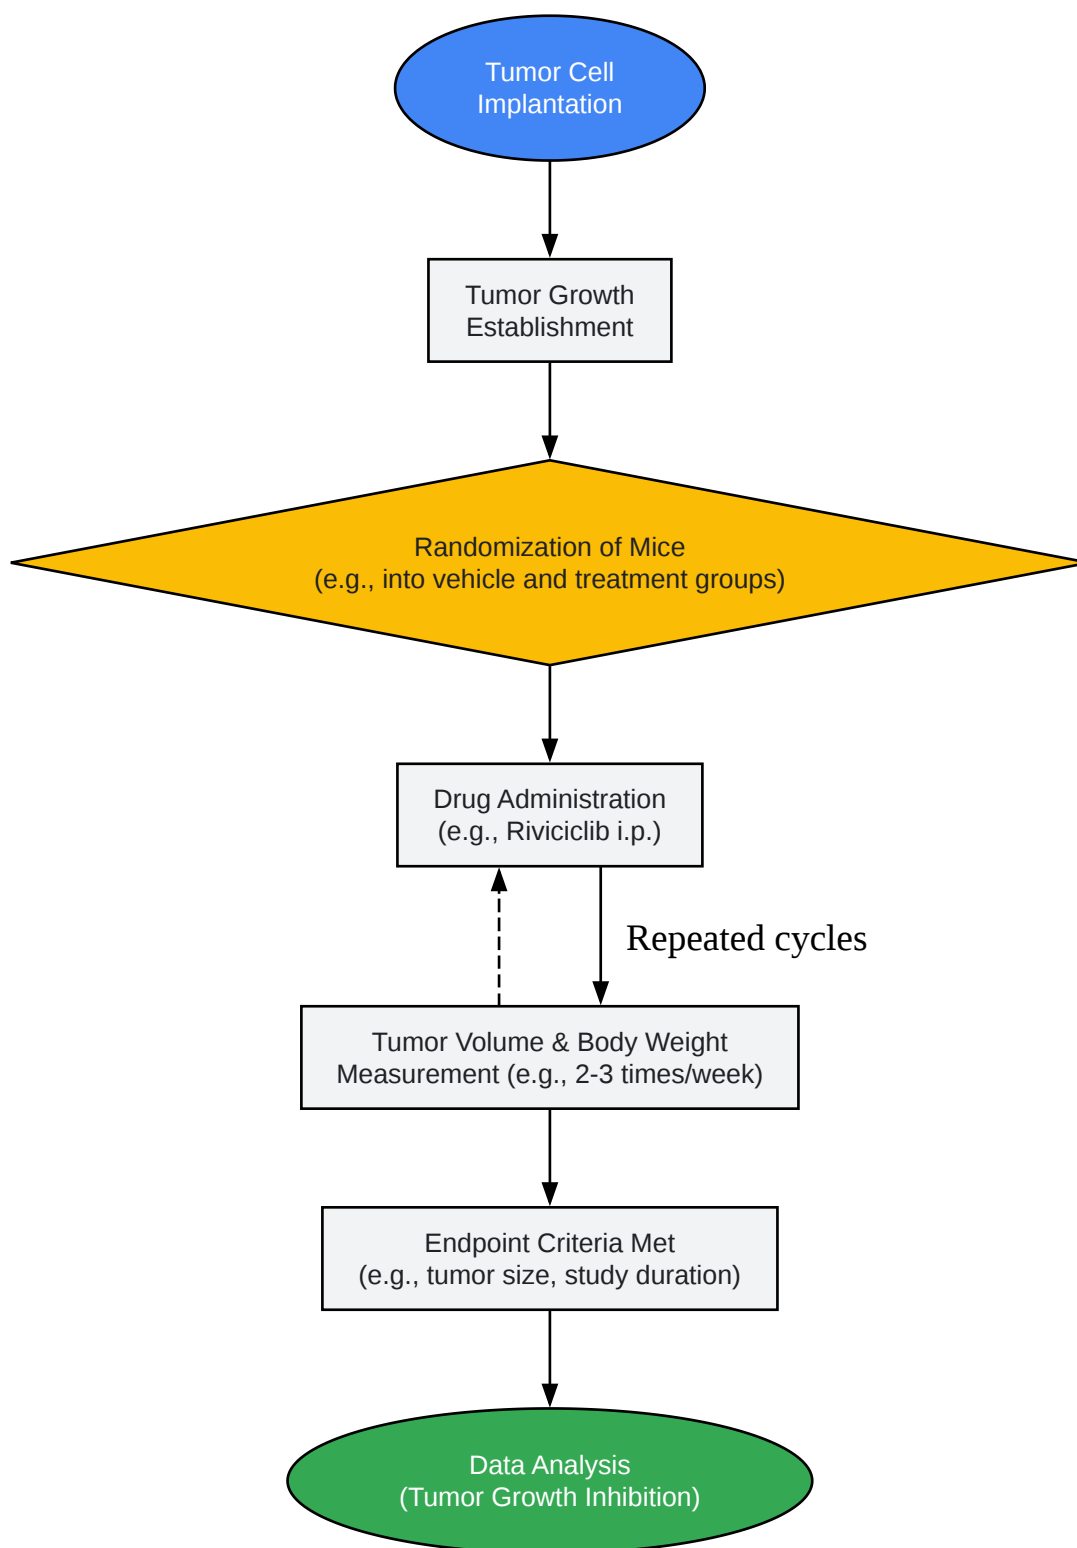 Tumor Cell
Implantation
Tumor Growth
Establishment
Randomization of Mice
(e.g., into vehicle and treatment groups)
Drug Administration
(e.g., Riviciclib i.p.)
Repeated cycles
Tumor Volume & Body Weight
Measurement (e.g., 2-3 times/week)
Endpoint Criteria Met
(e.g., tumor size, study duration)
Data Analysis
(Tumor Growth Inhibition)